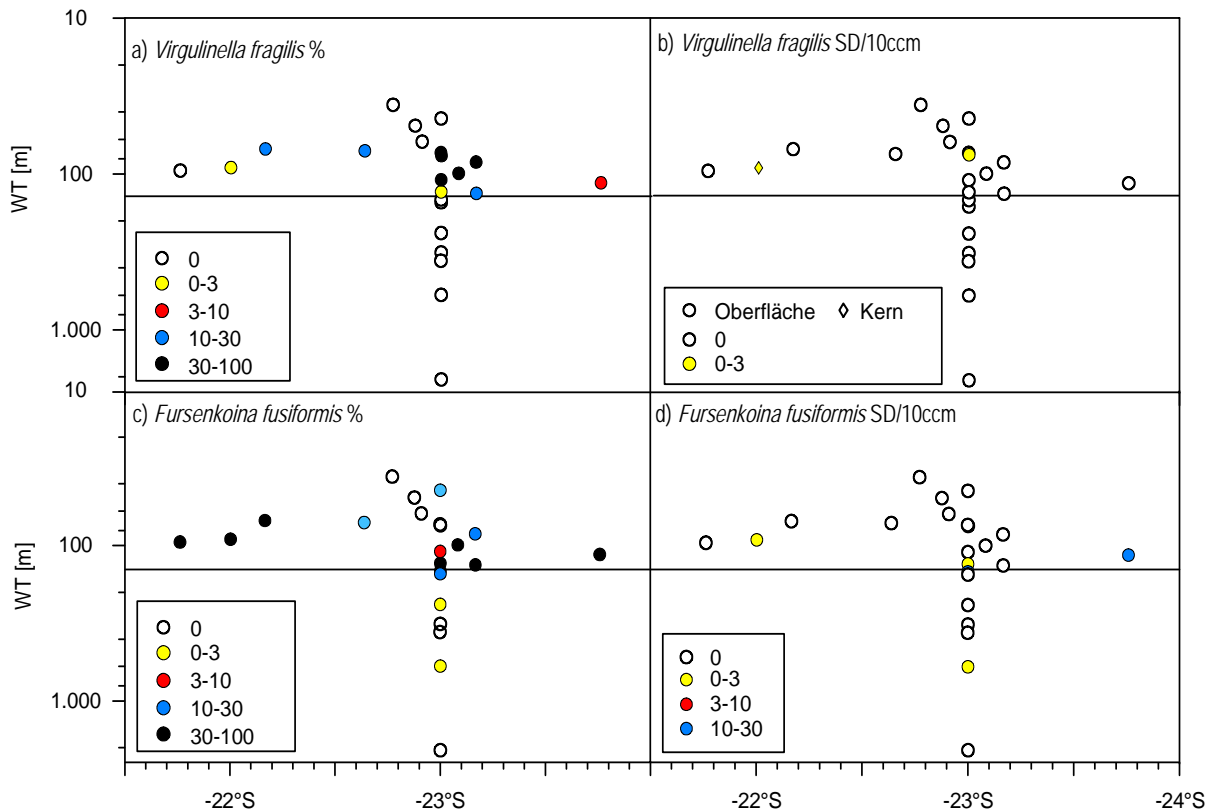 10
a) Virgulinella fragilis %
b) Virgulinella fragilis SD/10ccm
WT [m]
100
0
0-3
3-10
10-30
30-100
Oberfläche Kern
0
0-3
1.000
10
c) Fursenkoina fusiformis %
d) Fursenkoina fusiformis SD/10ccm
WT [m]
100
0
0-3
3-10
10-30
30-100
0
0-3
3-10
10-30
1.000
-22°S -23°S -22°S -23°S -24°S